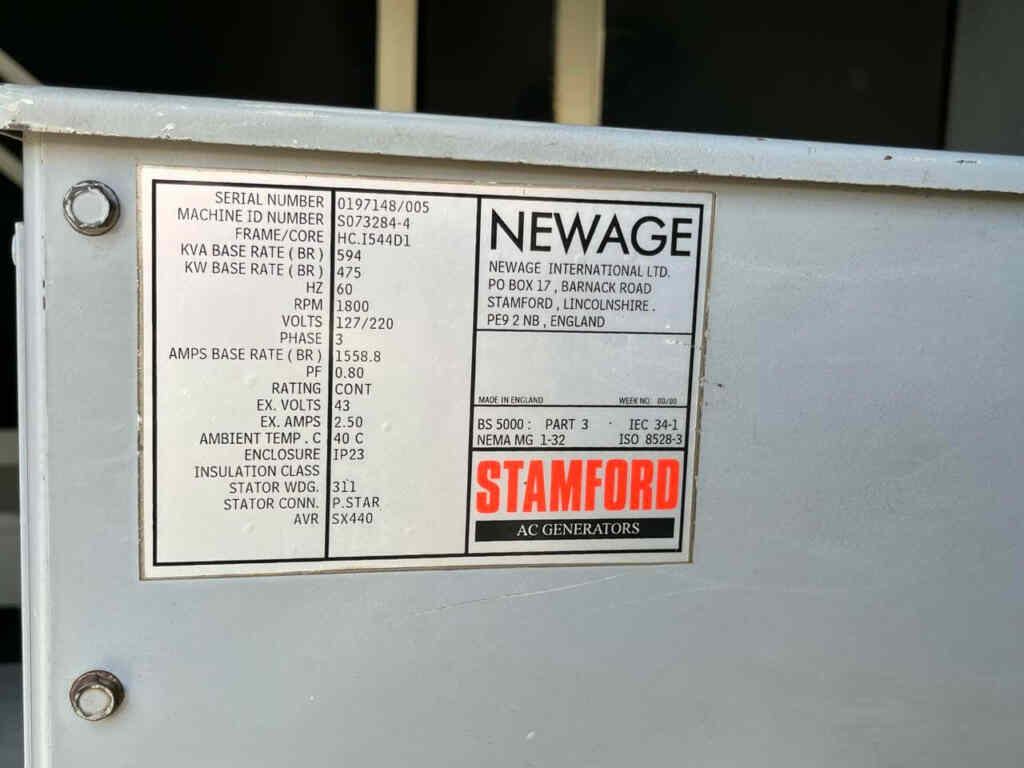 SERIAL NUMBER 0197148/005
MACHINE ID NUMBER S073284-4
FRAME/CORE HC.I544D1
KVA BASE RATE ( BR ) 594
KW BASE RATE ( BR ) 475
HZ 60
RPM 1800
VOLTS 127/220
PHASE 3
AMPS BASE RATE ( BR ) 1558.8
PF 0.80
RATING CONT
EX. VOLTS 43
EX. AMPS 2.50
AMBIENT TEMP . C 40 C
ENCLOSURE IP23
INSULATION CLASS
STATOR WDG. 311
STATOR CONN. P.STAR
AVR SX440
NEWAGE
NEWAGE INTERNATIONAL LTD.
PO BOX 17 , BARNACK ROAD
STAMFORD , LINCOLNSHIRE .
PE9 2 NB , ENGLAND
MADE IN ENGLAND WEEK NO. 00/00
BS 5000 : PART 3 · IEC 34-1
NEMA MG 1-32 ISO 8528-3
STAMFORD
AC GENERATORS